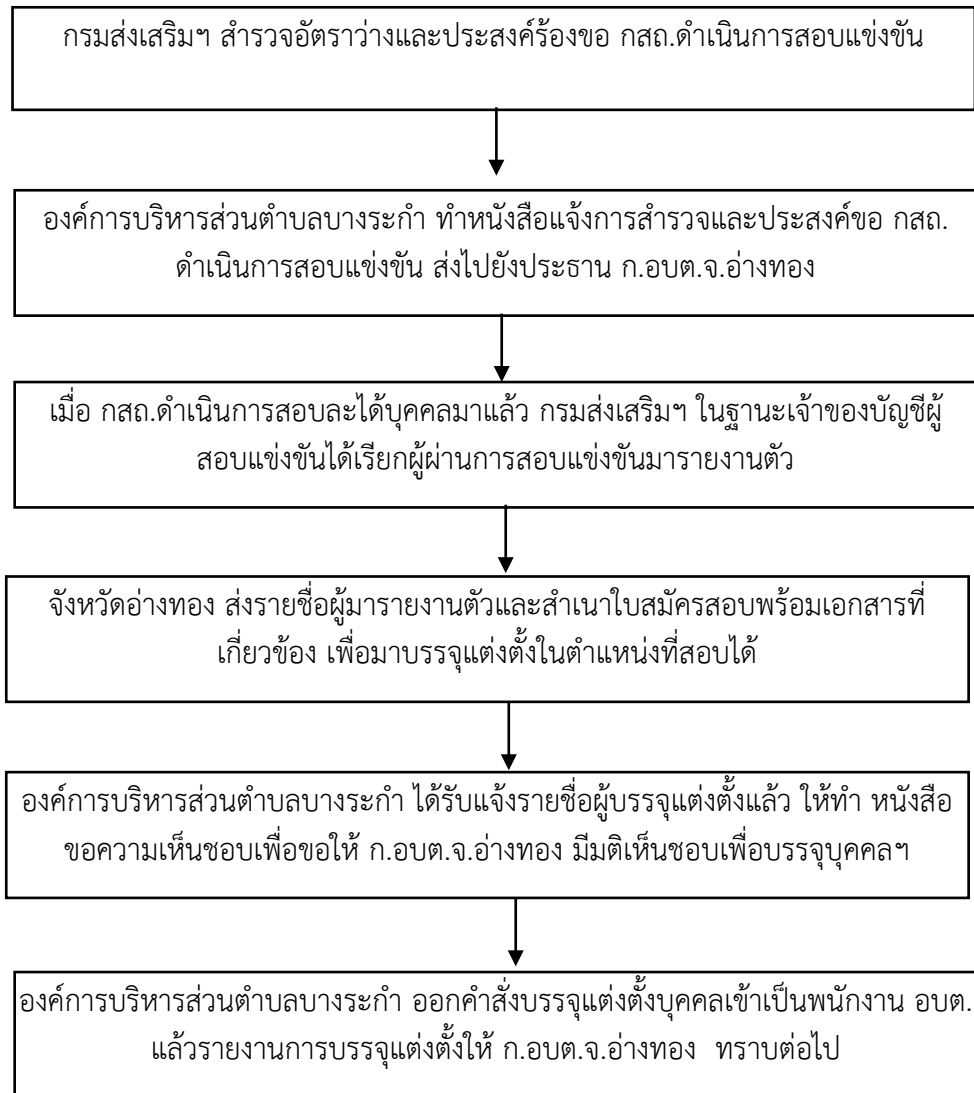 กรมส่งเสริมฯ สำรวจอัตราว่างและประสงค์ร้องขอ กสถ.ดำเนินการสอบแข่งขัน
องค์การบริหารส่วนตำบลบางระกำ ทำหนังสือแจ้งการสำรวจและประสงค์ขอ กสถ.
ดำเนินการสอบแข่งขัน ส่งไปยังประธาน ก.อบต.จ.อ่างทอง
เมื่อ กสถ.ดำเนินการสอบละได้บุคคลมาแล้ว กรมส่งเสริมฯ ในฐานะเจ้าของบัญชีผู้
สอบแข่งขันได้เรียกผู้ผ่านการสอบแข่งขันมารายงานตัว
จังหวัดอ่างทอง ส่งรายชื่อผู้มารายงานตัวและสำเนาใบสมัครสอบพร้อมเอกสารที่
เกี่ยวข้อง เพื่อมาบรรจุแต่งตั้งในตำแหน่งที่สอบได้
องค์การบริหารส่วนตำบลบางระกำ ได้รับแจ้งรายชื่อผู้บรรจุแต่งตั้งแล้ว ให้ทำ หนังสือ
ขอความเห็นชอบเพื่อขอให้ ก.อบต.จ.อ่างทอง มีมติเห็นชอบเพื่อบรรจุบุคคลฯ
องค์การบริหารส่วนตำบลบางระกำ ออกคำสั่งบรรจุแต่งตั้งบุคคลเข้าเป็นพนักงาน อบต.
แล้วรายงานการบรรจุแต่งตั้งให้ ก.อบต.จ.อ่างทอง ทราบต่อไป